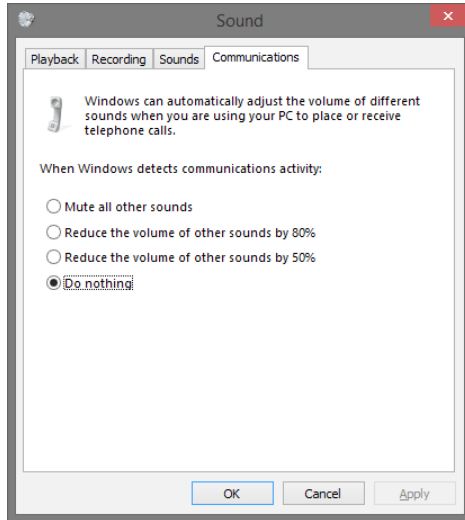 Sound
Playback Recording Sounds Communications
Windows can automatically adjust the volume of different
sounds when you are using your PC to place or receive
telephone calls.
When Windows detects communications activity:
Mute all other sounds
Reduce the volume of other sounds by 80%
Reduce the volume of other sounds by 50%
Do nothing
OK Cancel Apply